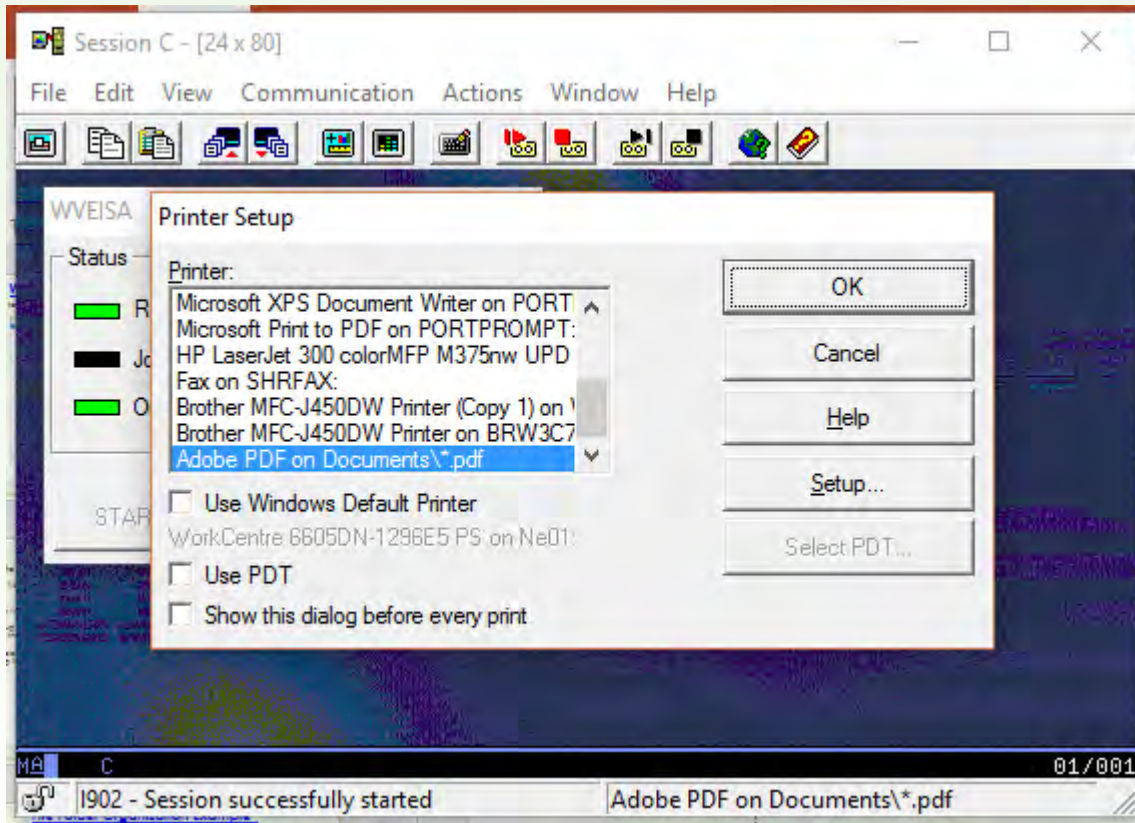 Session C - [24 x 80]
File Edit View Communication Actions Window Help
WVEISA
Printer Setup
Status
Printer:
Microsoft XPS Document Writer on PORT
Microsoft Print to PDF on PORTPROMPT:
HP LaserJet 300 colorMFP M375nw UPD
Fax on SHRFAX:
Brother MFC-J450DW Printer (Copy 1) on \
Brother MFC-J450DW Printer on BRW3C7
Adobe PDF on Documents\*.pdf
R
Jo
O
STAR
Use Windows Default Printer
WorkCentre 6605DN-1296E5 PS on Ne01:
Use PDT
Show this dialog before every print
OK
Cancel
Help
Setup...
Select PDT...
MA C 01/001
I902 - Session successfully started Adobe PDF on Documents\*.pdf